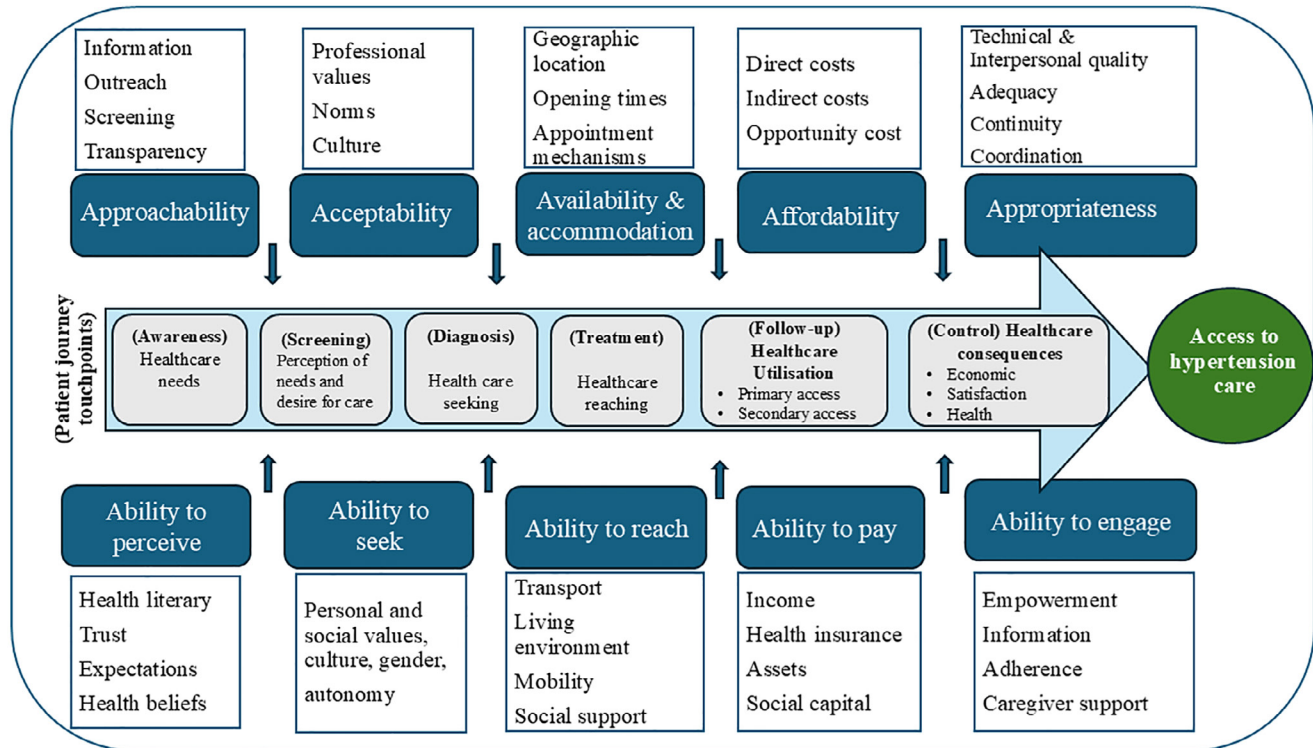 Information
Outreach
Screening
Transparency
Approachability
Professional
values
Norms
Culture
Acceptability
Geographic
location
Opening times
Appointment
mechanisms
Availability &
accommodation
Direct costs
Indirect costs
Opportunity cost
Affordability
Technical &
Interpersonal quality
Adequacy
Continuity
Coordination
Appropriateness
(Patient journey
touchpoints)
(Awareness)
Healthcare
needs
(Screening)
Perception of
needs and
desire for care
(Diagnosis)
Health care
seeking
(Treatment)
Healthcare
reaching
(Follow-up)
Healthcare
Utilisation
• Primary access
• Secondary access
(Control) Healthcare
consequences
• Economic
• Satisfaction
• Health
Access to
hypertension
care
Ability to
perceive
Health literary
Trust
Expectations
Health beliefs
Ability to
seek
Personal and
social values,
culture, gender,
autonomy
Ability to reach
Transport
Living
environment
Mobility
Social support
Ability to pay
Income
Health insurance
Assets
Social capital
Ability to engage
Empowerment
Information
Adherence
Caregiver support